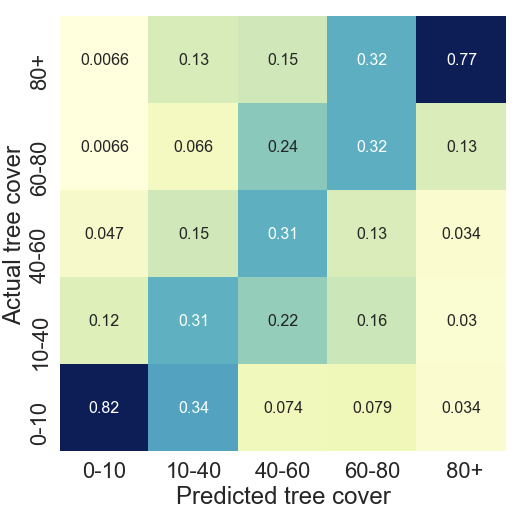 80+ 0.0066 0.13 0.15 0.32 0.77
60-80 0.0066 0.066 0.24 0.32 0.13
40-60 0.047 0.15 0.31 0.13 0.034
10-40 0.12 0.31 0.22 0.16 0.03
0-10 0.82 0.34 0.074 0.079 0.034
Actual tree cover
0-10 10-40 40-60 60-80 80+
Predicted tree cover